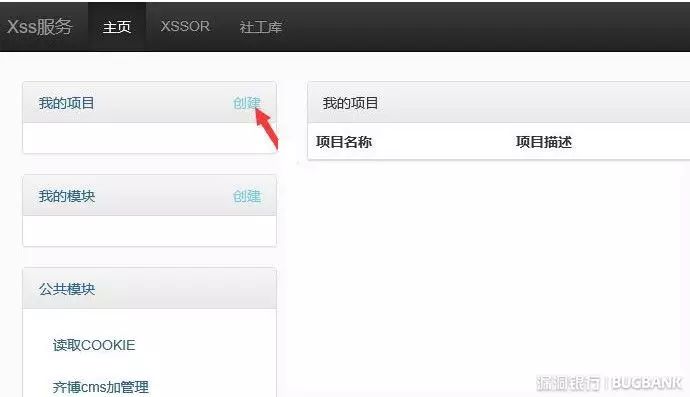 Xss服务 主页 XSSOR 社工库
我的项目 创建
我的项目
项目名称 项目描述
我的模块 创建
公共模块
读取COOKIE
齐博cms加管理
漏洞银行 | BUGBANK